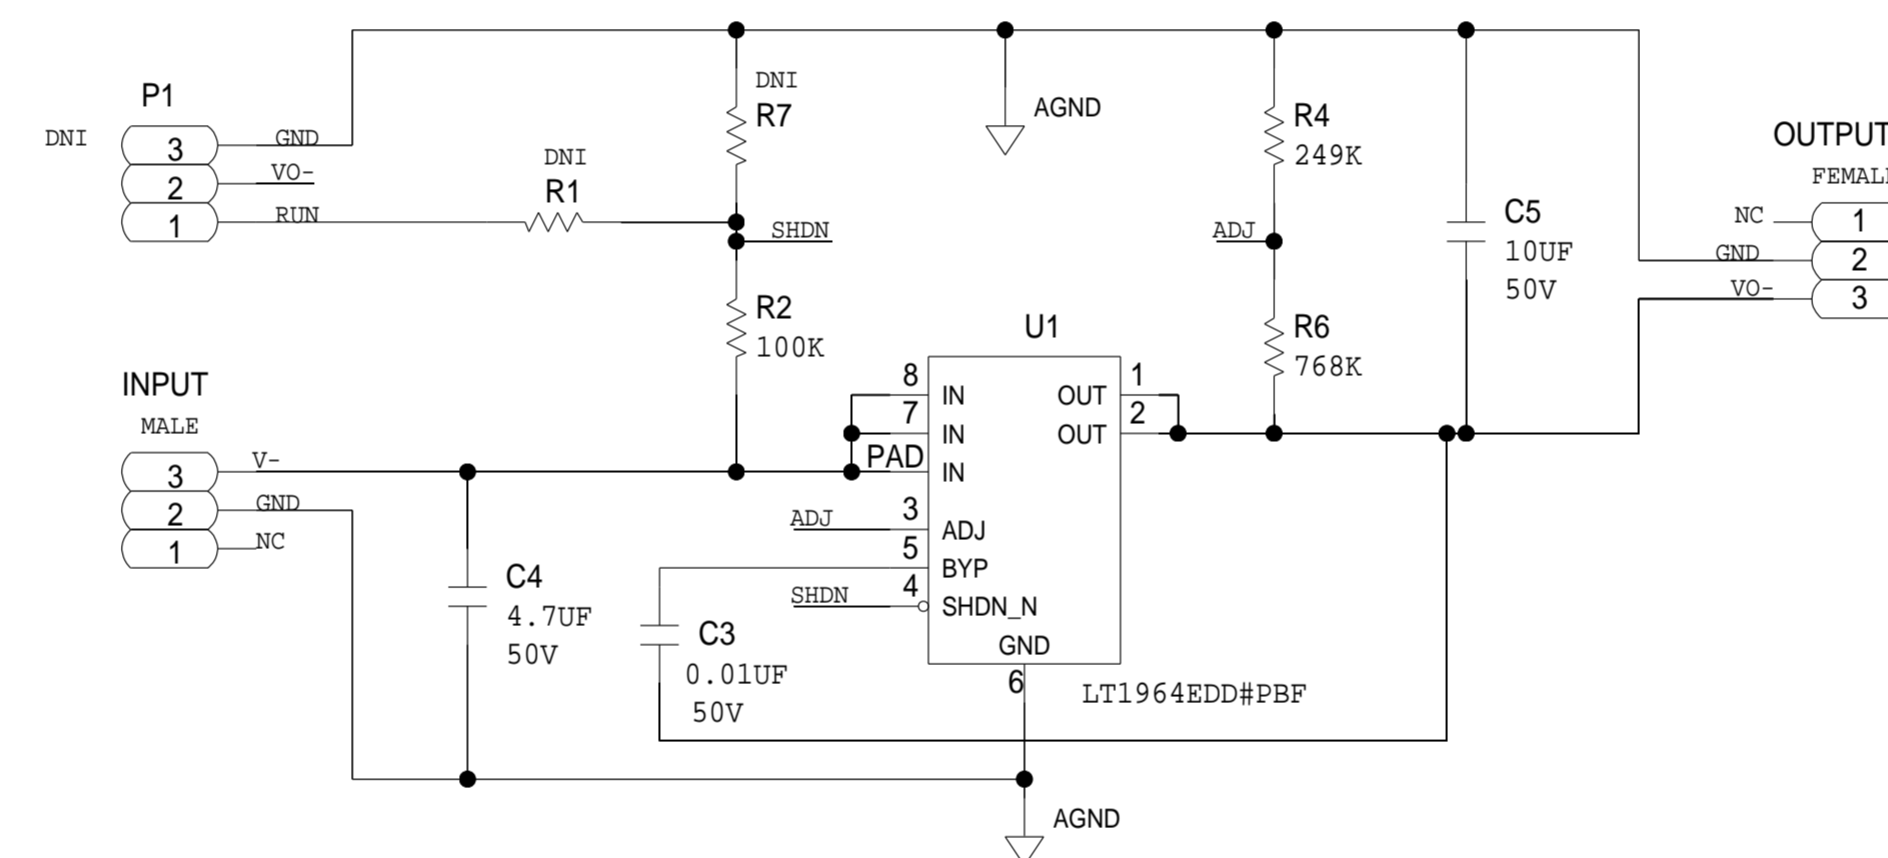 P1
DNI
3 GND
2 VO-
1 RUN
DNI
R1
DNI
R7
SHDN
R2
100K
AGND
R4
249K
ADJ
R6
768K
C5
10UF
50V
OUTPUT
NC 1
GND 2
VO- 3
INPUT
MALE
3 V-
2 GND
1 NC
C4
4.7UF
50V
C3
0.01UF
50V
U1
8 IN
7 IN
PAD IN
ADJ 3 ADJ
5 BYP
SHDN 4 SHDN_N
OUT 1
OUT 2
GND
6
LT1964EDD#PBF
AGND